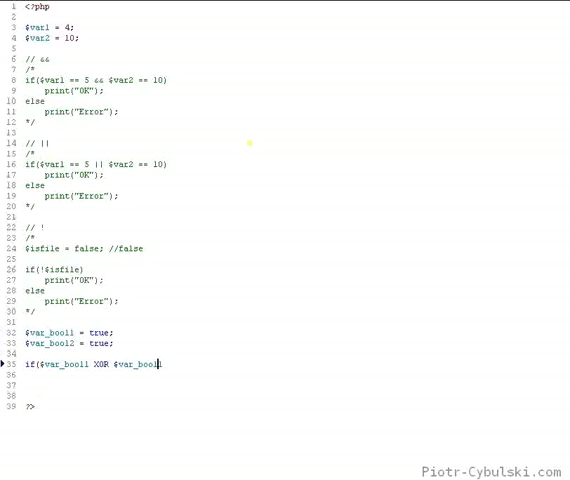 1 <?php
2
3 $var1 = 4;
4 $var2 = 10;
5
6 // &&
7 /*
8 if($var1 == 5 && $var2 == 10)
9 print("OK");
10 else
11 print("Error");
12 */
13
14 // ||
15 /*
16 if($var1 == 5 || $var2 == 10)
17 print("OK");
18 else
19 print("Error");
20 */
21
22 // !
23 /*
24 $isfile = false; //false
25
26 if(!$isfile)
27 print("OK");
28 else
29 print("Error");
30 */
31
32 $var_bool1 = true;
33 $var_bool2 = true;
34
35 if($var_bool1 XOR $var_bool1
36
37
38
39 ?>
Piotr-Cybulski.com